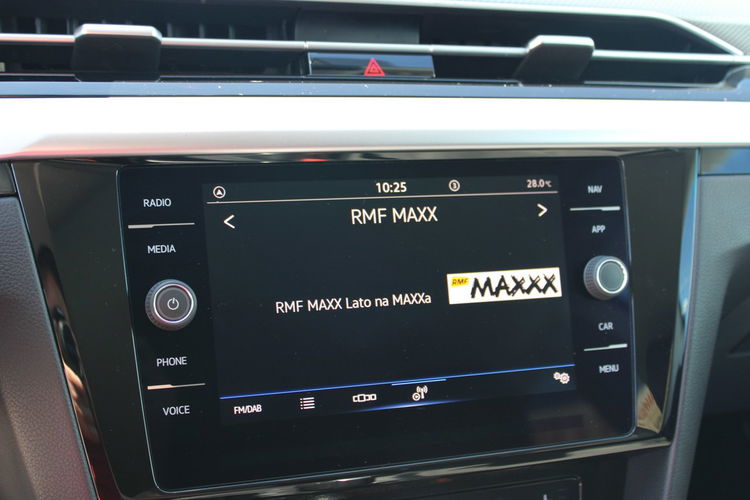 RADIO
MEDIA
PHONE
VOICE
10:25
3
28.0°C
RMF MAXX
RMF MAXX Lato na MAXXa
RMF MAXXX
FM/DAB
NAV
APP
CAR
MENU